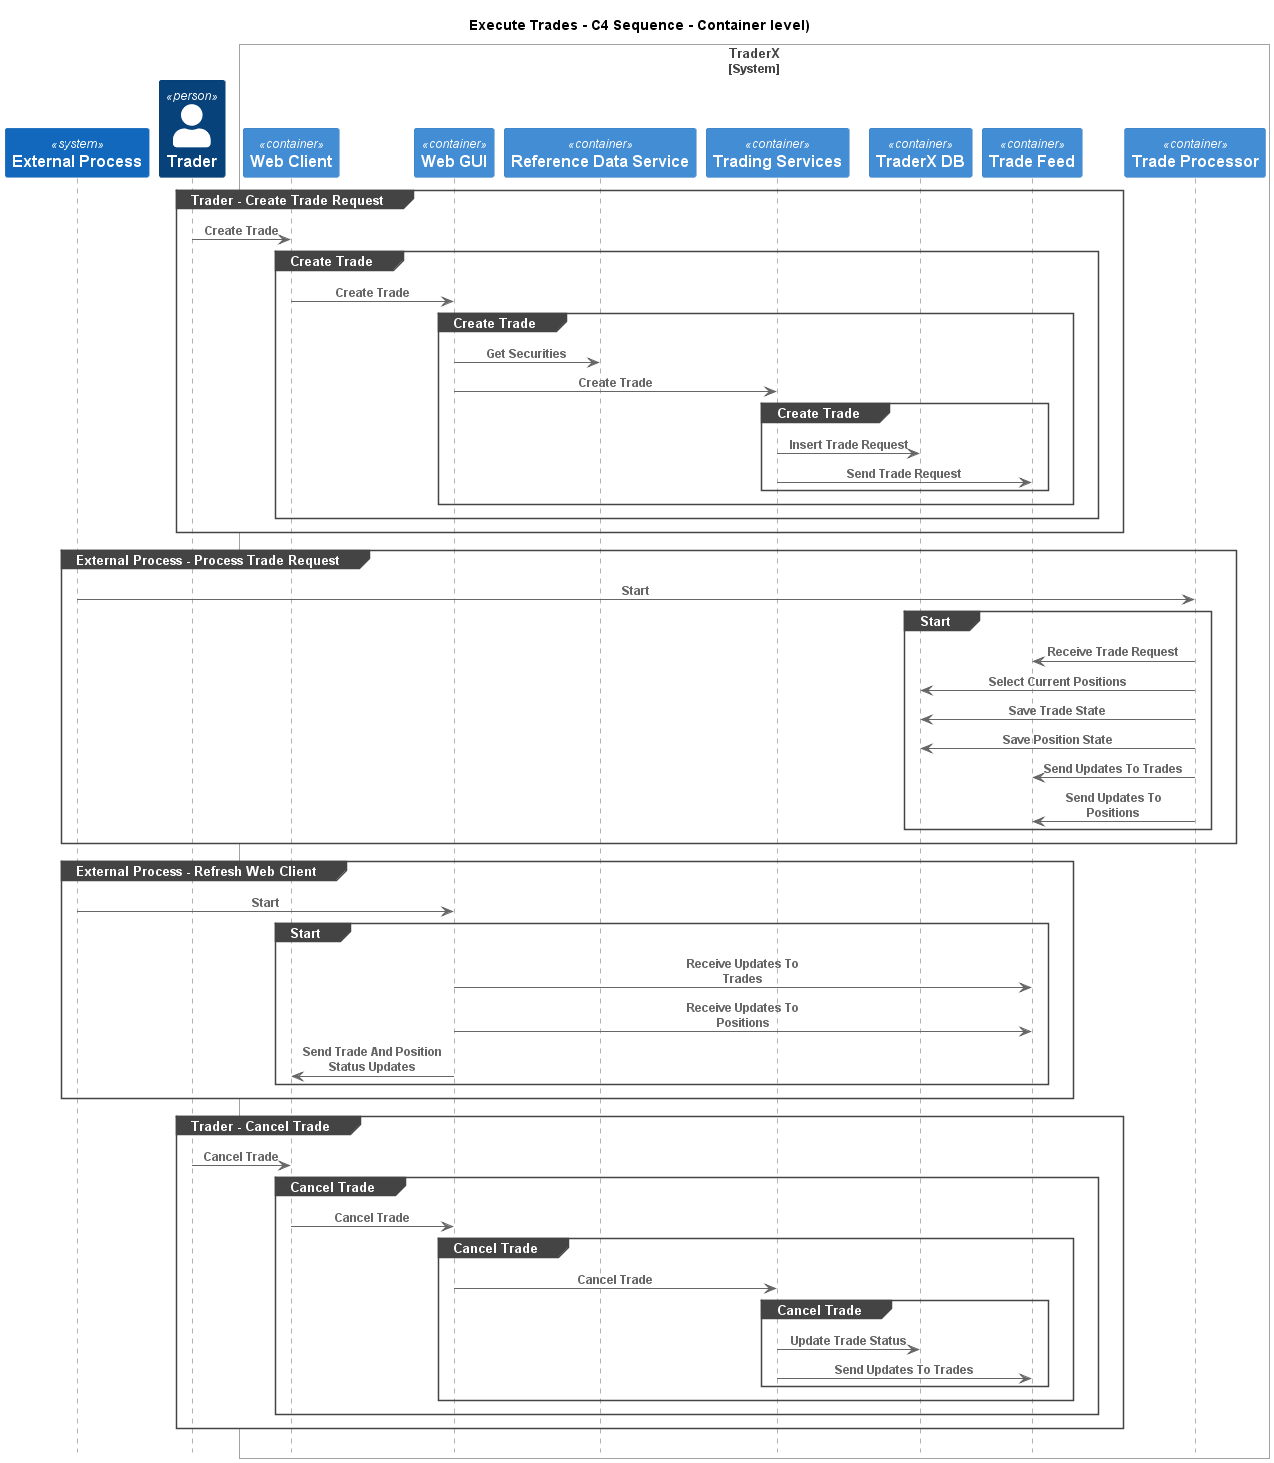 Execute Trades - C4 Sequence - Container level)
TraderX
[System]
«system»
External Process
«person»
Trader
«container»
Web Client
«container»
Web GUI
«container»
Reference Data Service
«container»
Trading Services
«container»
TraderX DB
«container»
Trade Feed
«container»
Trade Processor
Trader - Create Trade Request
Create Trade
Create Trade
Create Trade
Create Trade
Get Securities
Create Trade
Create Trade
Insert Trade Request
Send Trade Request
External Process - Process Trade Request
Start
Start
Receive Trade Request
Select Current Positions
Save Trade State
Save Position State
Send Updates To Trades
Send Updates To
Positions
External Process - Refresh Web Client
Start
Start
Receive Updates To
Trades
Receive Updates To
Positions
Send Trade And Position
Status Updates
Trader - Cancel Trade
Cancel Trade
Cancel Trade
Cancel Trade
Cancel Trade
Cancel Trade
Cancel Trade
Update Trade Status
Send Updates To Trades